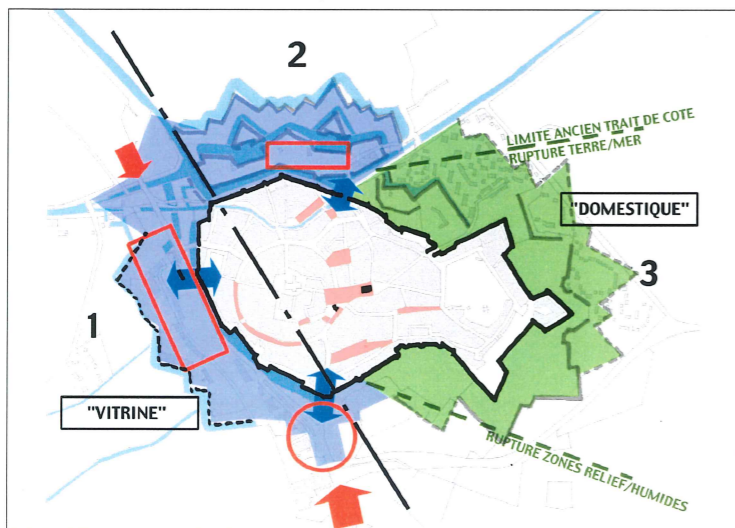 2
LIMITE ANCIEN TRAIT DE COTE
RUPTURE TERRE/MER
"DOMESTIQUE"
3
1
"VITRINE"
RUPTURE ZONES RELIEF/HUMIDES